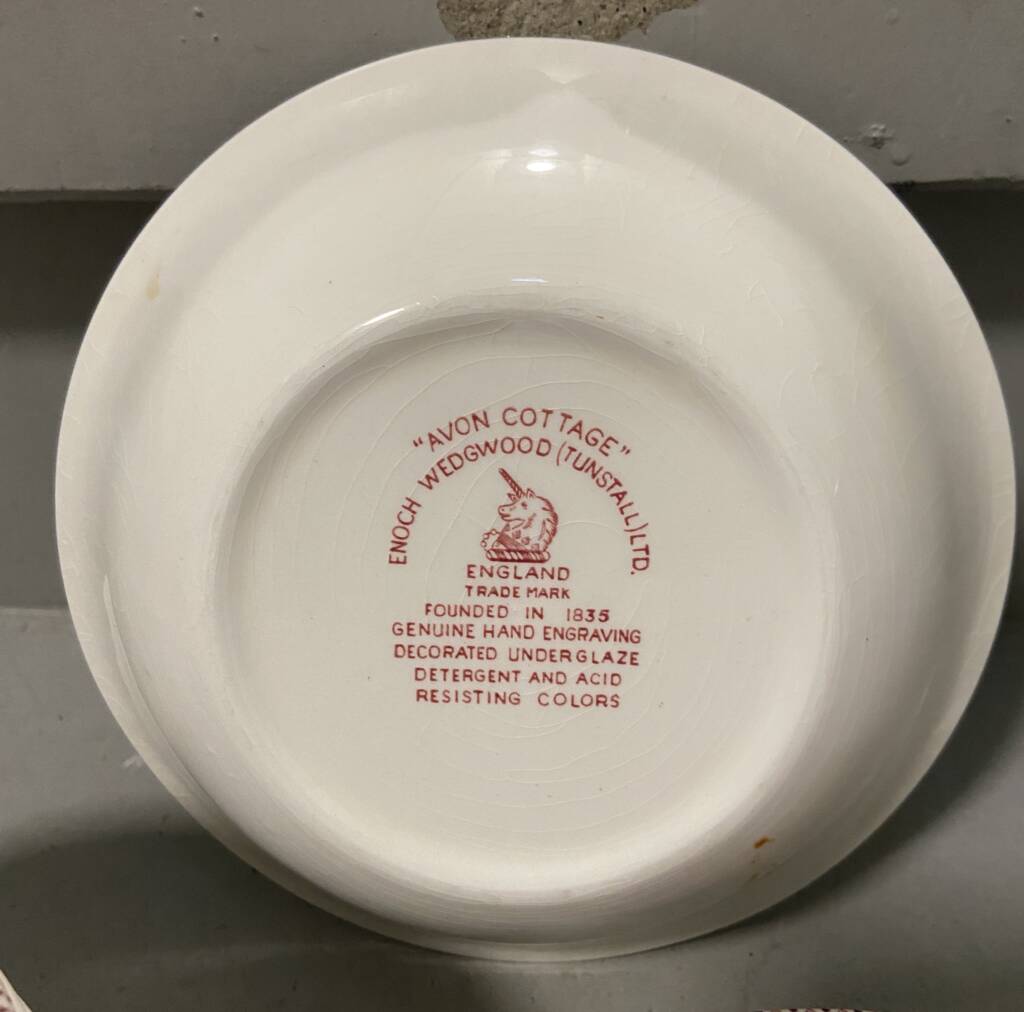 "AVON COTTAGE"
ENOCH WEDGWOOD (TUNSTALL) LTD.
ENGLAND
TRADE MARK
FOUNDED IN 1835
GENUINE HAND ENGRAVING
DECORATED UNDERGLAZE
DETERGENT AND ACID
RESISTING COLORS